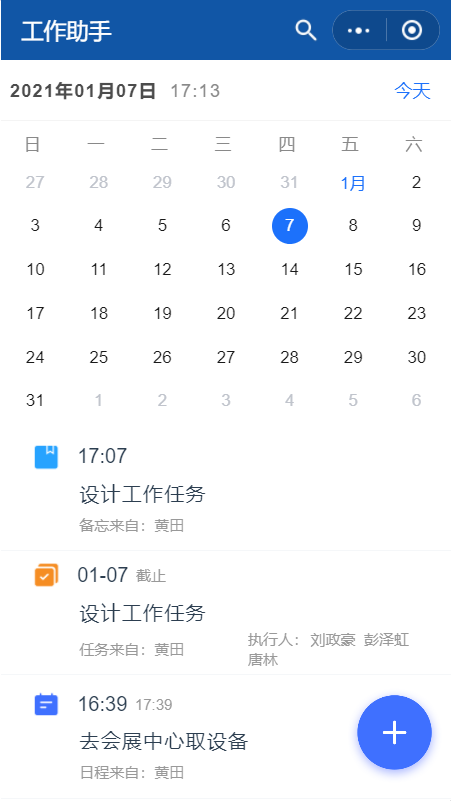 工作助手
2021年01月07日 17:13 今天
日 一 二 三 四 五 六
27 28 29 30 31 1月 2
3 4 5 6 7 8 9
10 11 12 13 14 15 16
17 18 19 20 21 22 23
24 25 26 27 28 29 30
31 1 2 3 4 5 6
17:07
设计工作任务
备忘来自：黄田
01-07 截止
设计工作任务
任务来自：黄田 执行人： 刘政豪 彭泽虹
唐林
16:39 17:39
去会展中心取设备
日程来自：黄田